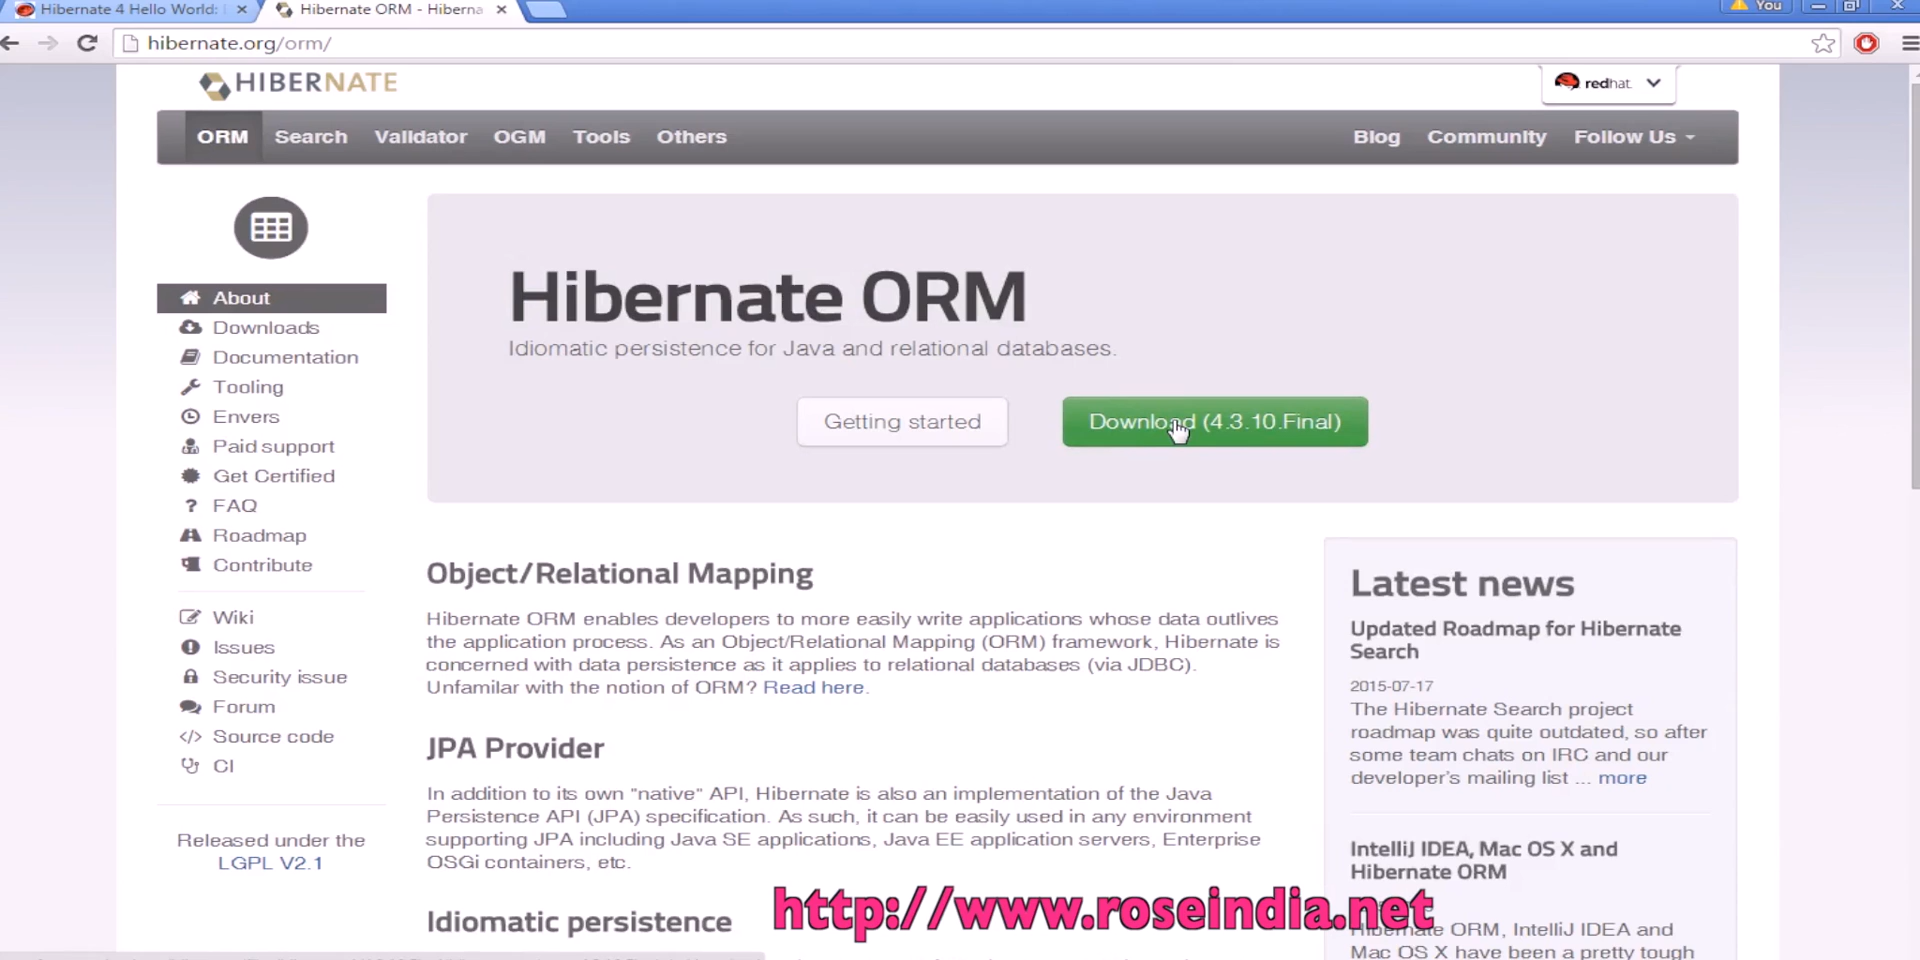 Hibernate 4 Hello World:
Hibernate ORM - Hiberna
You
hibernate.org/orm/
HIBERNATE
redhat.
ORM Search Validator OGM Tools Others Blog Community Follow Us
About
Downloads
Documentation
Tooling
Envers
Paid support
Get Certified
? FAQ
Roadmap
Contribute
Wiki
Issues
Security issue
Forum
</> Source code
CI
Released under the
LGPL V2.1
Hibernate ORM
Idiomatic persistence for Java and relational databases.
Getting started
Download (4.3.10.Final)
Object/Relational Mapping
Hibernate ORM enables developers to more easily write applications whose data outlives
the application process. As an Object/Relational Mapping (ORM) framework, Hibernate is
concerned with data persistence as it applies to relational databases (via JDBC).
Unfamilar with the notion of ORM? Read here.
JPA Provider
In addition to its own "native" API, Hibernate is also an implementation of the Java
Persistence API (JPA) specification. As such, it can be easily used in any environment
supporting JPA including Java SE applications, Java EE application servers, Enterprise
OSGi containers, etc.
Idiomatic persistence
Latest news
Updated Roadmap for Hibernate
Search
2015-07-17
The Hibernate Search project
roadmap was quite outdated, so after
some team chats on IRC and our
developer's mailing list ... more
IntelliJ IDEA, Mac OS X and
Hibernate ORM
Hibernate ORM, IntelliJ IDEA and
Mac OS X have been a pretty tough
http://www.roseindia.net